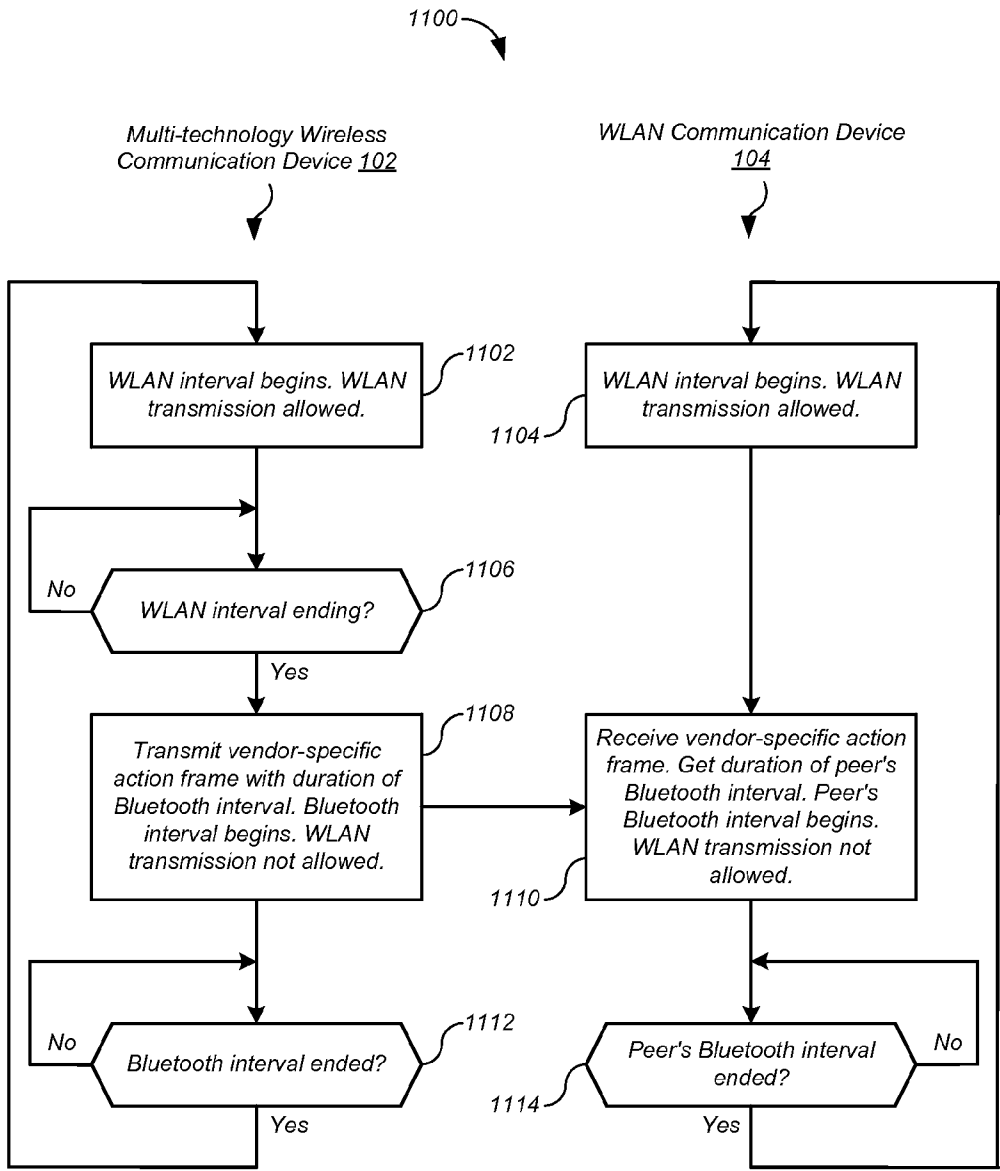 1100
Multi-technology Wireless
Communication Device 102
WLAN Communication Device
104
WLAN interval begins. WLAN
transmission allowed.
1102
WLAN interval begins. WLAN
transmission allowed.
1104
No
WLAN interval ending?
1106
Yes
Transmit vendor-specific
action frame with duration of
Bluetooth interval. Bluetooth
interval begins. WLAN
transmission not allowed.
1108
Receive vendor-specific action
frame. Get duration of peer's
Bluetooth interval. Peer's
Bluetooth interval begins.
WLAN transmission not
allowed.
1110
No
Bluetooth interval ended?
1112
Yes
Peer's Bluetooth interval
ended?
No
1114
Yes